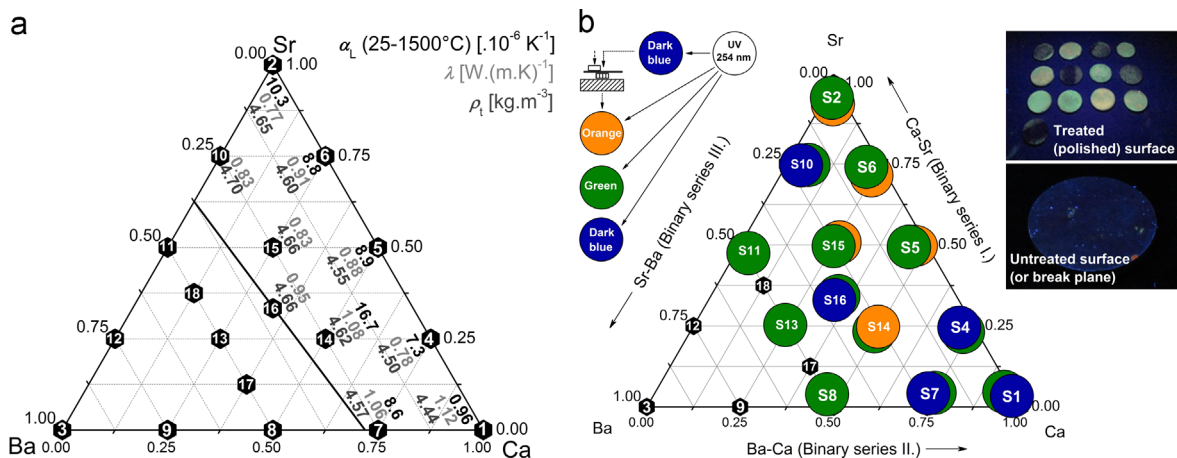 a
Sr
0.00
1.00
2
α_L (25-1500°C) [.10⁻⁶ K⁻¹]
λ [W.(m.K)⁻¹]
ρ_t [kg.m⁻³]
10.3
0.77
4.65
0.25
10
6
0.75
0.83
4.70
8.8
0.91
4.60
0.50
11
15
5
0.50
0.83
4.66
8.9
0.88
4.55
18
16
0.95
4.66
0.75
12
13
14
4
0.25
16.7
1.08
4.62
7.3
0.78
4.50
17
8.6
1.06
4.57
0.96
1.12
4.44
1.00
3
9
8
7
1
0.00
Ba
0.00
0.25
0.50
0.75
1.00
Ca
b
Dark
blue
UV
254 nm
Orange
Green
Dark
blue
Sr
0.00
1.00
S2
0.25
S10
S6
0.75
Ca-Sr (Binary series I.)
Sr-Ba (Binary series III.)
0.50
S11
S15
S5
0.50
18
S16
0.75
12
S13
S14
S4
0.25
17
1.00
3
9
S8
S7
S1
0.00
Ba
0.00
0.25
0.50
0.75
1.00
Ca
Ba-Ca (Binary series II.)
Treated
(polished) surface
Untreated surface
(or break plane)